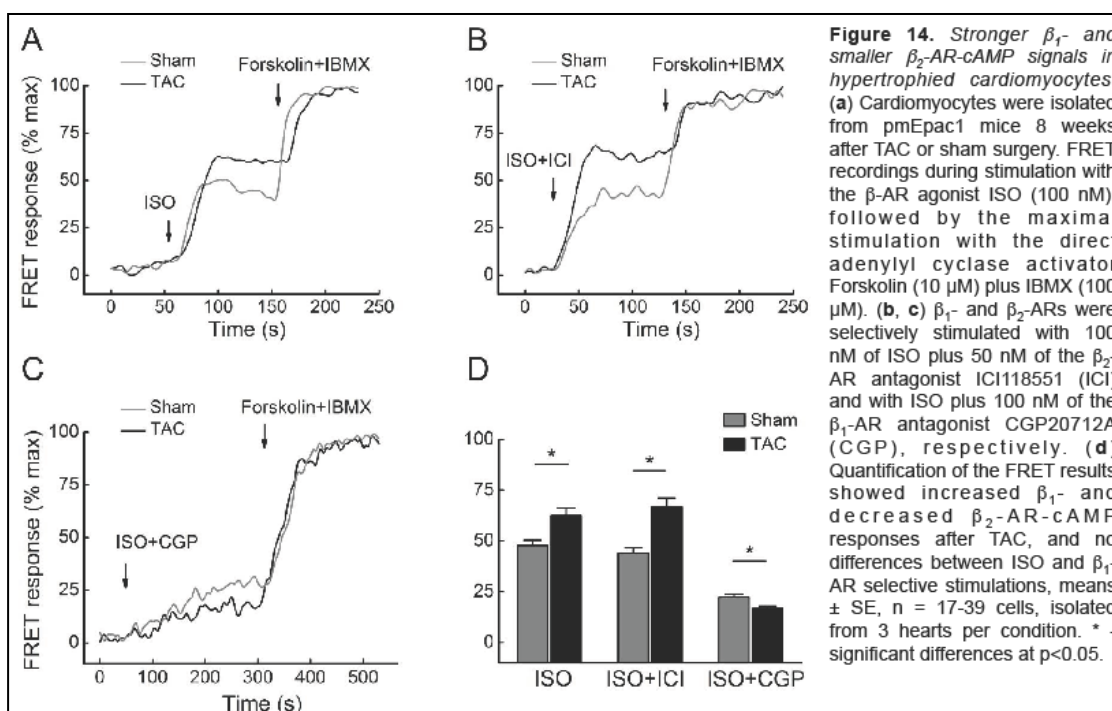 A
Sham
TAC
Forskolin+IBMX
ISO
FRET response (% max)
100
75
50
25
0
0 50 100 150 200 250
Time (s)
B
Sham
TAC
Forskolin+IBMX
ISO+ICI
FRET response (% max)
100
75
50
25
0
0 50 100 150 200 250
Time (s)
C
Sham
TAC
Forskolin+IBMX
ISO+CGP
FRET response (% max)
100
75
50
25
0
0 100 200 300 400 500
Time (s)
D
Sham
TAC
100
75
50
25
0
* * *
ISO ISO+ICI ISO+CGP
Figure 14. Stronger β1- and
smaller β2-AR-cAMP signals in
hypertrophied cardiomyocytes
(a) Cardiomyocytes were isolated
from pmEpac1 mice 8 weeks
after TAC or sham surgery. FRET
recordings during stimulation with
the β-AR agonist ISO (100 nM)
followed by the maxima
stimulation with the direct
adenylyl cyclase activator
Forskolin (10 µM) plus IBMX (100
µM). (b, c) β1- and β2-ARs were
selectively stimulated with 100
nM of ISO plus 50 nM of the β2-
AR antagonist ICI118551 (ICI)
and with ISO plus 100 nM of the
β1-AR antagonist CGP20712A
(CGP), respectively. (d)
Quantification of the FRET results
showed increased β1- and
decreased β2-AR-cAMP
responses after TAC, and no
differences between ISO and β1-
AR selective stimulations, means
± SE, n = 17-39 cells, isolated
from 3 hearts per condition. * -
significant differences at p<0.05.